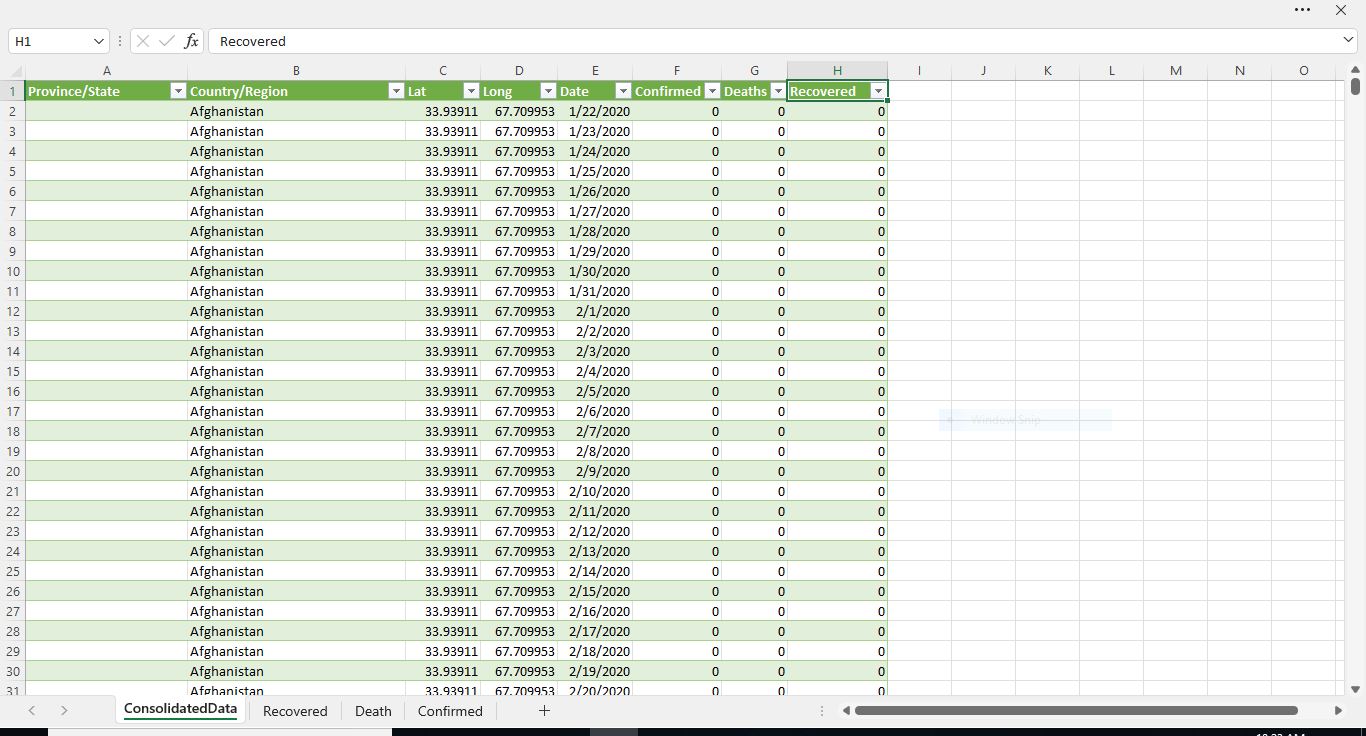 H1 fx Recovered
A B C D E F G H I J K L M N O
1 Province/State Country/Region Lat Long Date Confirmed Deaths Recovered
2 Afghanistan 33.93911 67.709953 1/22/2020 0 0 0
3 Afghanistan 33.93911 67.709953 1/23/2020 0 0 0
4 Afghanistan 33.93911 67.709953 1/24/2020 0 0 0
5 Afghanistan 33.93911 67.709953 1/25/2020 0 0 0
6 Afghanistan 33.93911 67.709953 1/26/2020 0 0 0
7 Afghanistan 33.93911 67.709953 1/27/2020 0 0 0
8 Afghanistan 33.93911 67.709953 1/28/2020 0 0 0
9 Afghanistan 33.93911 67.709953 1/29/2020 0 0 0
10 Afghanistan 33.93911 67.709953 1/30/2020 0 0 0
11 Afghanistan 33.93911 67.709953 1/31/2020 0 0 0
12 Afghanistan 33.93911 67.709953 2/1/2020 0 0 0
13 Afghanistan 33.93911 67.709953 2/2/2020 0 0 0
14 Afghanistan 33.93911 67.709953 2/3/2020 0 0 0
15 Afghanistan 33.93911 67.709953 2/4/2020 0 0 0
16 Afghanistan 33.93911 67.709953 2/5/2020 0 0 0
17 Afghanistan 33.93911 67.709953 2/6/2020 0 0 0 Window Snip
18 Afghanistan 33.93911 67.709953 2/7/2020 0 0 0
19 Afghanistan 33.93911 67.709953 2/8/2020 0 0 0
20 Afghanistan 33.93911 67.709953 2/9/2020 0 0 0
21 Afghanistan 33.93911 67.709953 2/10/2020 0 0 0
22 Afghanistan 33.93911 67.709953 2/11/2020 0 0 0
23 Afghanistan 33.93911 67.709953 2/12/2020 0 0 0
24 Afghanistan 33.93911 67.709953 2/13/2020 0 0 0
25 Afghanistan 33.93911 67.709953 2/14/2020 0 0 0
26 Afghanistan 33.93911 67.709953 2/15/2020 0 0 0
27 Afghanistan 33.93911 67.709953 2/16/2020 0 0 0
28 Afghanistan 33.93911 67.709953 2/17/2020 0 0 0
29 Afghanistan 33.93911 67.709953 2/18/2020 0 0 0
30 Afghanistan 33.93911 67.709953 2/19/2020 0 0 0
31 Afghanistan 33.93911 67.709953 2/20/2020 0 0 0
ConsolidatedData Recovered Death Confirmed